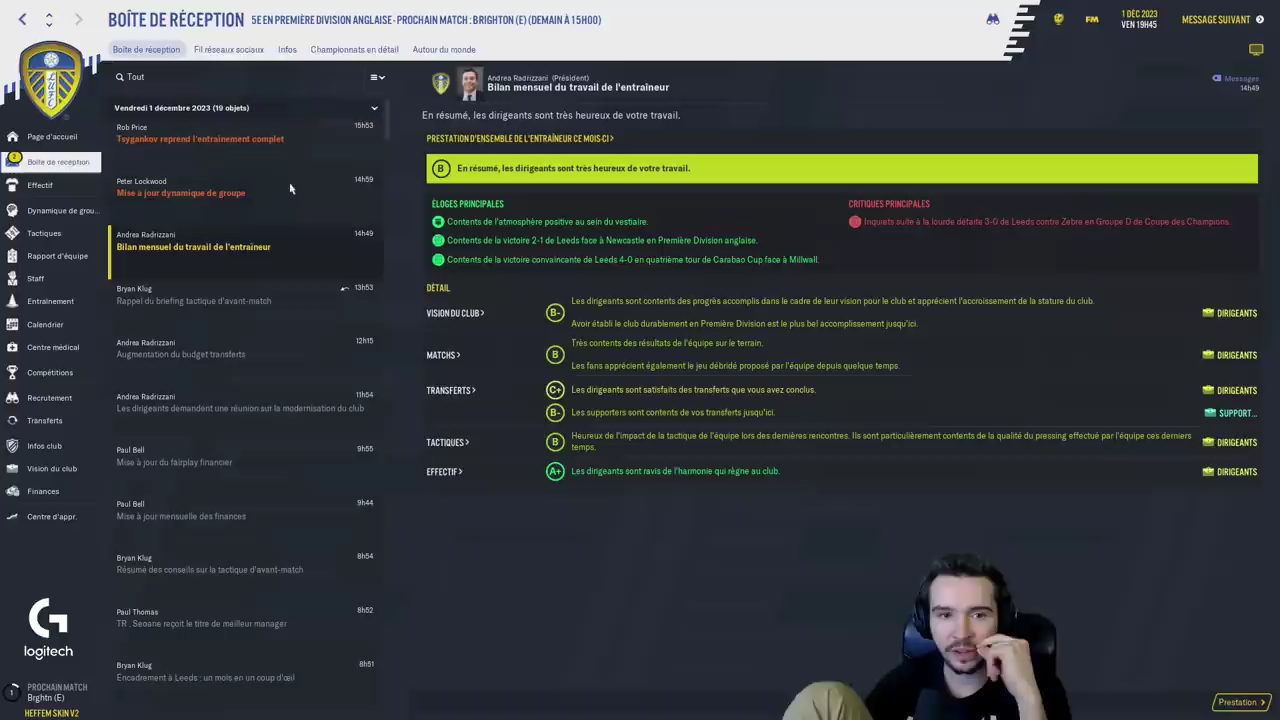 BOÎTE DE RÉCEPTION
5E EN PREMIÈRE DIVISION ANGLAISE - PROCHAIN MATCH : BRIGHTON (E) (DEMAIN À 15H00)
FM
1 DÉC 2023
VEN 19H45
MESSAGE SUIVANT
Boîte de réception
Fil réseaux sociaux
Infos
Championnats en détail
Autour du monde
LUFC
Page d'accueil
3
Boîte de réception
Effectif
Dynamique de grou...
Tactiques
Rapport d'équipe
Staff
Entraînement
Calendrier
Centre médical
Compétitions
Recrutement
Transferts
Infos club
Vision du club
Finances
Centre d'appr.
G
logitech
1
PROCHAIN MATCH
Brghtn (E)
HEFFEM SKIN V2
Tout
Vendredi 1 décembre 2023 (19 objets)
Rob Price
15h53
Tsygankov reprend l'entraînement complet
Peter Lockwood
14h59
Mise à jour dynamique de groupe
Andrea Radrizzani
14h49
Bilan mensuel du travail de l'entraîneur
Bryan Klug
13h53
Rappel du briefing tactique d'avant-match
Andrea Radrizzani
12h15
Augmentation du budget transferts
Andrea Radrizzani
11h54
Les dirigeants demandent une réunion sur la modernisation du club
Paul Bell
9h55
Mise à jour du fairplay financier
Paul Bell
9h44
Mise à jour mensuelle des finances
Bryan Klug
8h54
Résumé des conseils sur la tactique d'avant-match
Paul Thomas
8h52
TR : Seoane reçoit le titre de meilleur manager
Bryan Klug
8h51
Encadrement à Leeds : un mois en un coup d'œil
Andrea Radrizzani (Président)
Bilan mensuel du travail de l'entraîneur
Messages
14h49
En résumé, les dirigeants sont très heureux de votre travail.
PRESTATION D'ENSEMBLE DE L'ENTRAÎNEUR CE MOIS-CI >
B
En résumé, les dirigeants sont très heureux de votre travail.
ÉLOGES PRINCIPALES
Contents de l'atmosphère positive au sein du vestiaire.
Contents de la victoire 2-1 de Leeds face à Newcastle en Première Division anglaise.
Contents de la victoire convaincante de Leeds 4-0 en quatrième tour de Carabao Cup face à Millwall.
CRITIQUES PRINCIPALES
Inquiets suite à la lourde défaite 3-0 de Leeds contre Zebre en Groupe D de Coupe des Champions.
DÉTAIL
VISION DU CLUB >
B-
Les dirigeants sont contents des progrès accomplis dans le cadre de leur vision pour le club et apprécient l'accroissement de la stature du club.
Avoir établi le club durablement en Première Division est le plus bel accomplissement jusqu'ici.
DIRIGEANTS
MATCHS >
B
Très contents des résultats de l'équipe sur le terrain.
Les fans apprécient également le jeu débridé proposé par l'équipe depuis quelque temps.
DIRIGEANTS
TRANSFERTS >
C+
Les dirigeants sont satisfaits des transferts que vous avez conclus.
DIRIGEANTS
B-
Les supporters sont contents de vos transferts jusqu'ici.
SUPPORT...
TACTIQUES >
B
Heureux de l'impact de la tactique de l'équipe lors des dernières rencontres. Ils sont particulièrement contents de la qualité du pressing effectué par l'équipe ces derniers
temps.
DIRIGEANTS
EFFECTIF >
A+
Les dirigeants sont ravis de l'harmonie qui règne au club.
DIRIGEANTS
Prestation >